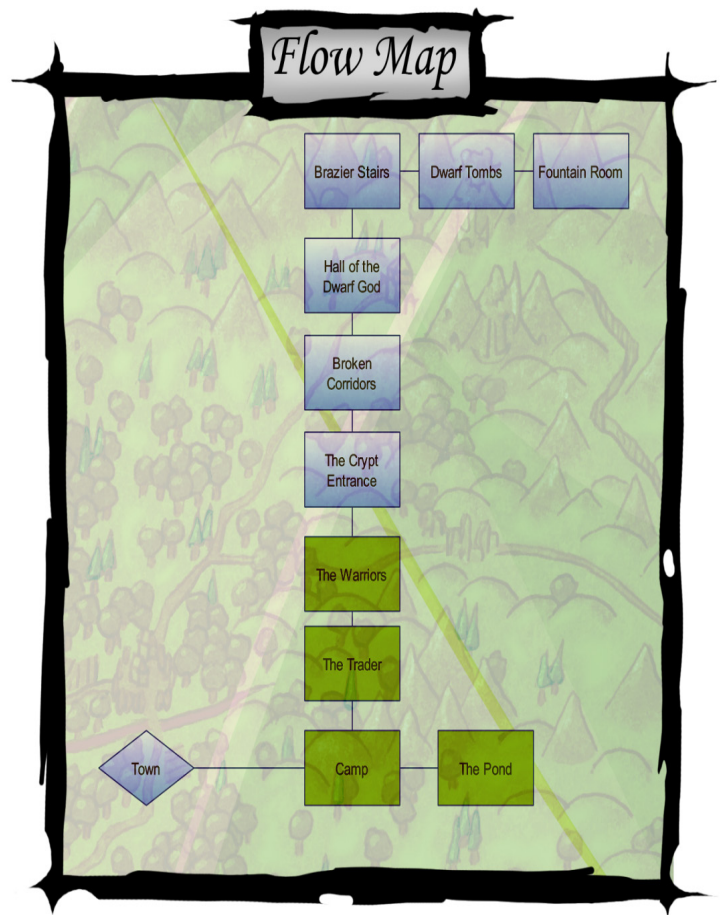 Flow Map
Brazier Stairs
Dwarf Tombs
Fountain Room
Hall of the
Dwarf God
Broken
Corridors
The Crypt
Entrance
The Warriors
The Trader
Town
Camp
The Pond